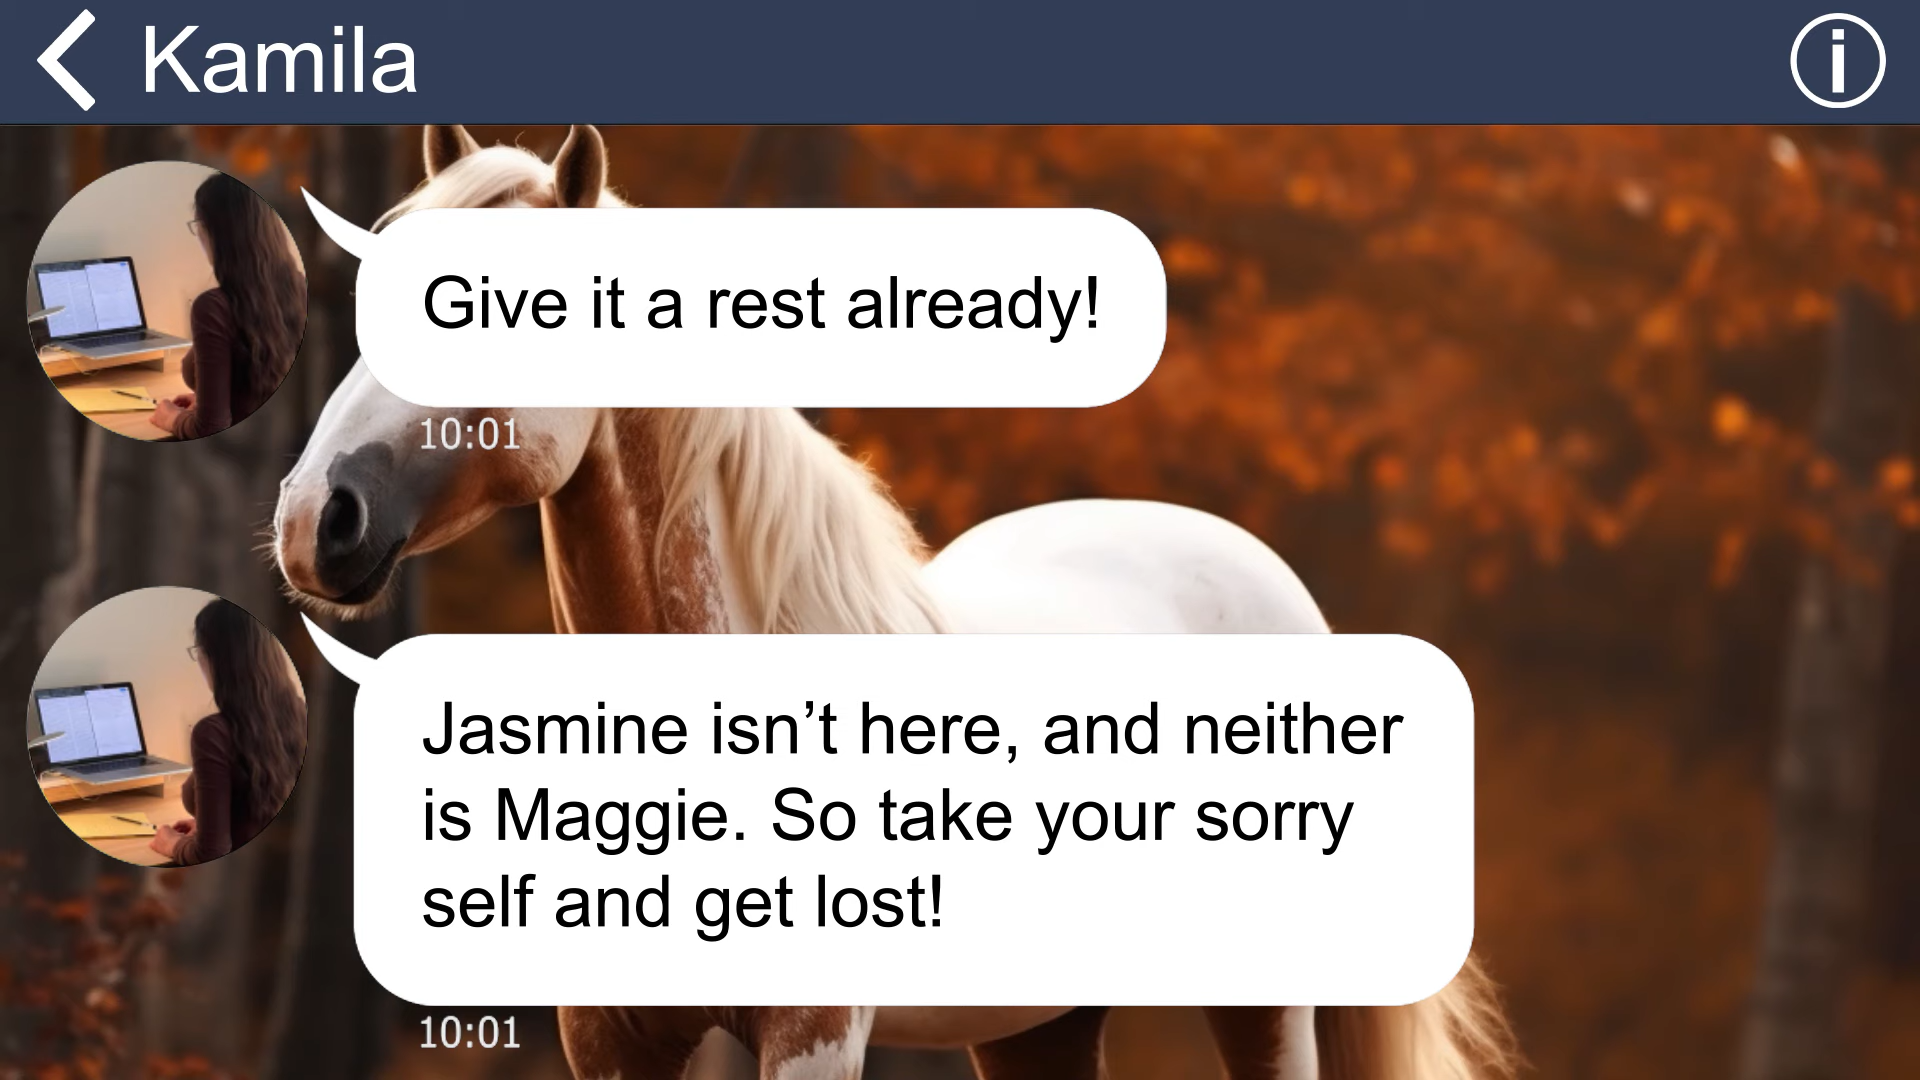 Kamila
Give it a rest already!
10:01
Jasmine isn’t here, and neither
is Maggie. So take your sorry
self and get lost!
10:01